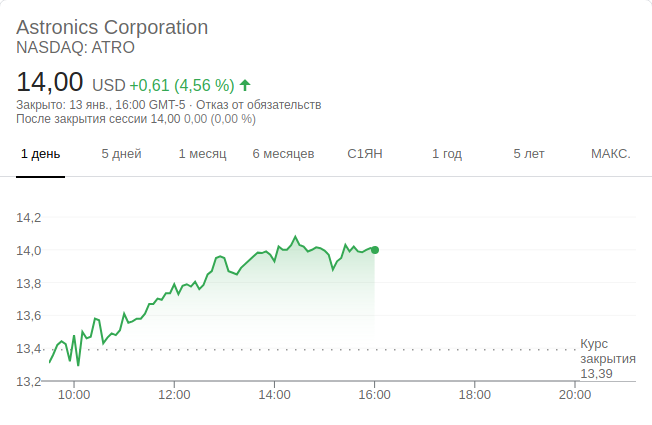 Astronics Corporation
NASDAQ: ATRO
14,00 USD +0,61 (4,56 %)
Закрыто: 13 янв., 16:00 GMT-5 · Отказ от обязательств
После закрытия сессии 14,00 0,00 (0,00 %)
1 день 5 дней 1 месяц 6 месяцев С1ЯН 1 год 5 лет МАКС.
14,2
14,0
13,8
13,6
13,4
Курс
закрытия
13,39
13,2
10:00 12:00 14:00 16:00 18:00 20:00